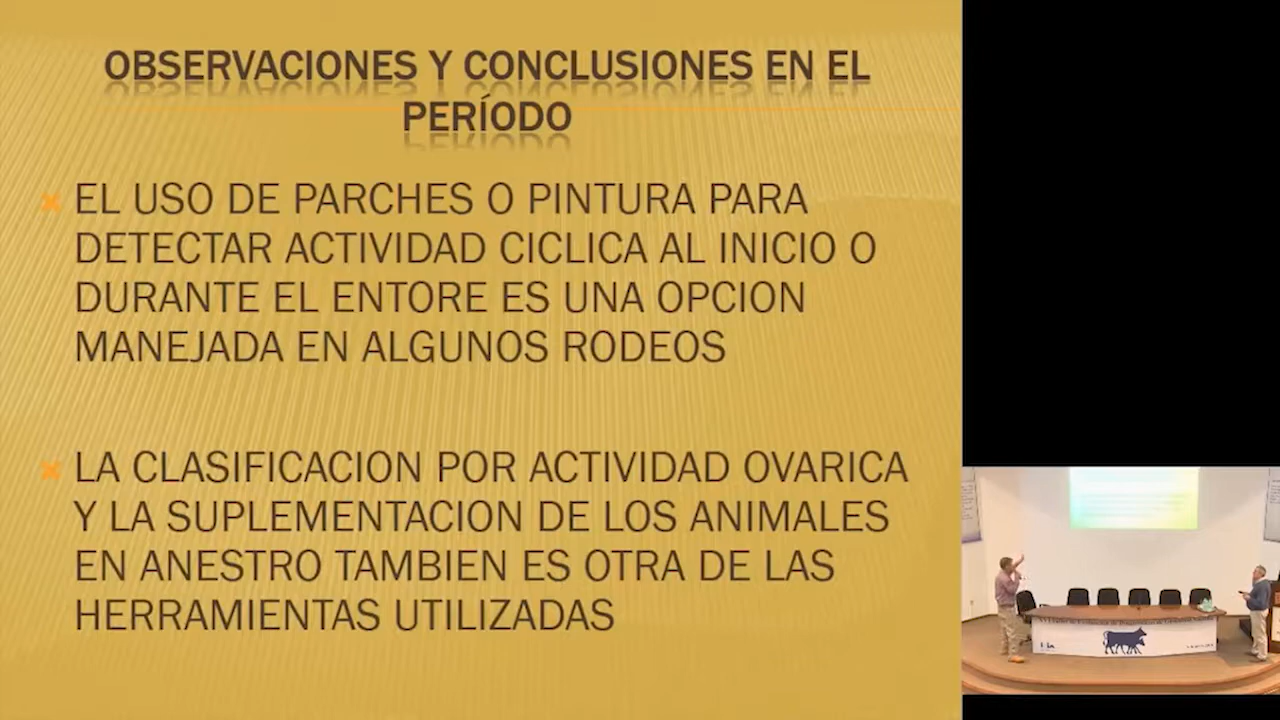 OBSERVACIONES Y CONCLUSIONES EN EL
PERÍODO
EL USO DE PARCHES O PINTURA PARA
DETECTAR ACTIVIDAD CICLICA AL INICIO O
DURANTE EL ENTORE ES UNA OPCION
MANEJADA EN ALGUNOS RODEOS
LA CLASIFICACION POR ACTIVIDAD OVARICA
Y LA SUPLEMENTACION DE LOS ANIMALES
EN ANESTRO TAMBIEN ES OTRA DE LAS
HERRAMIENTAS UTILIZADAS